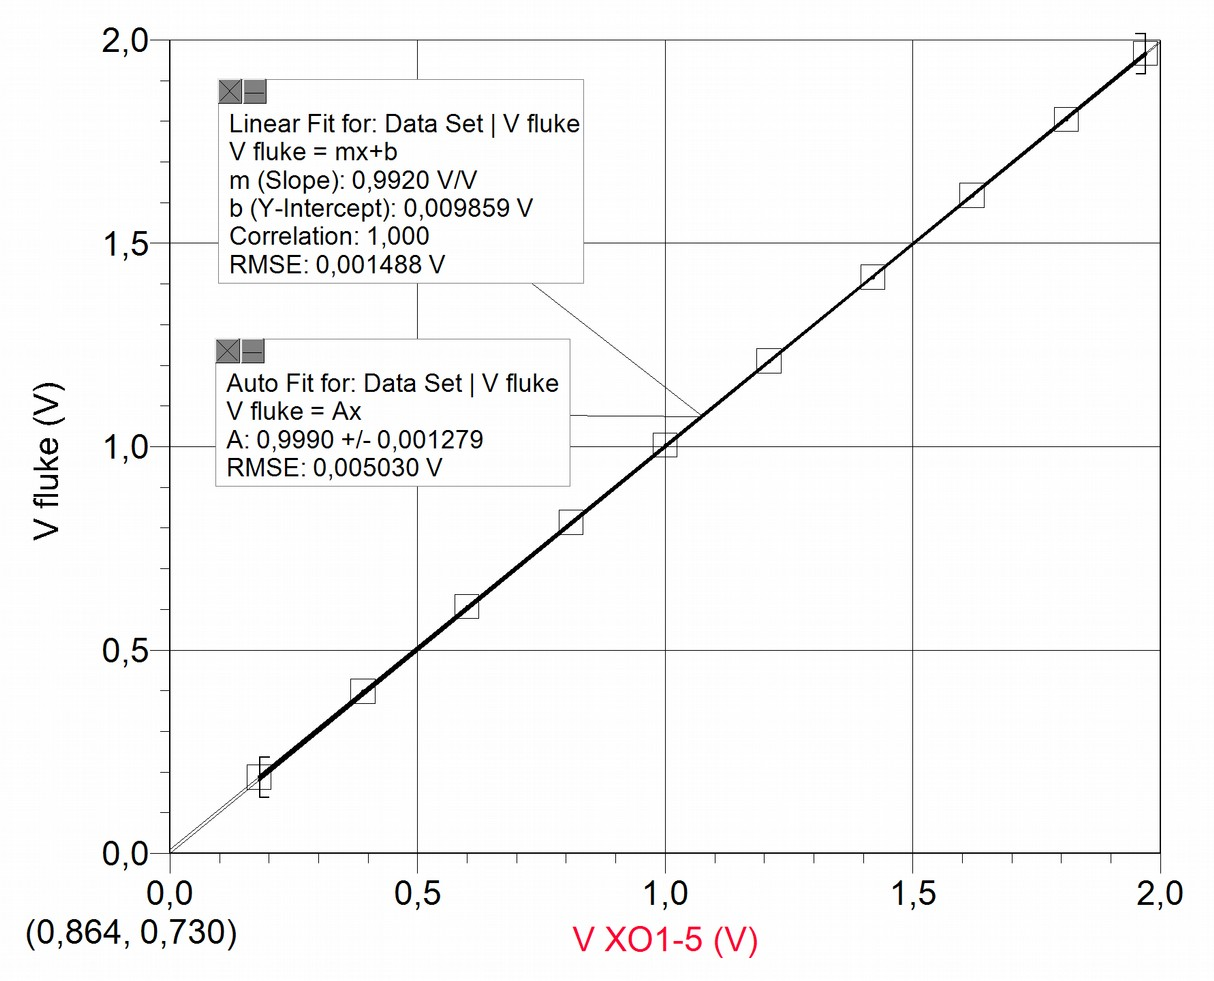 2,0
Linear Fit for: Data Set | V fluke
V fluke = mx+b
m (Slope): 0,9920 V/V
b (Y-Intercept): 0,009859 V
Correlation: 1,000
RMSE: 0,001488 V
1,5
Auto Fit for: Data Set | V fluke
V fluke = Ax
A: 0,9990 +/- 0,001279
RMSE: 0,005030 V
1,0
V fluke (V)
0,5
0,0
0,0 0,5 1,0 1,5 2,0
(0,864, 0,730)
V XO1-5 (V)